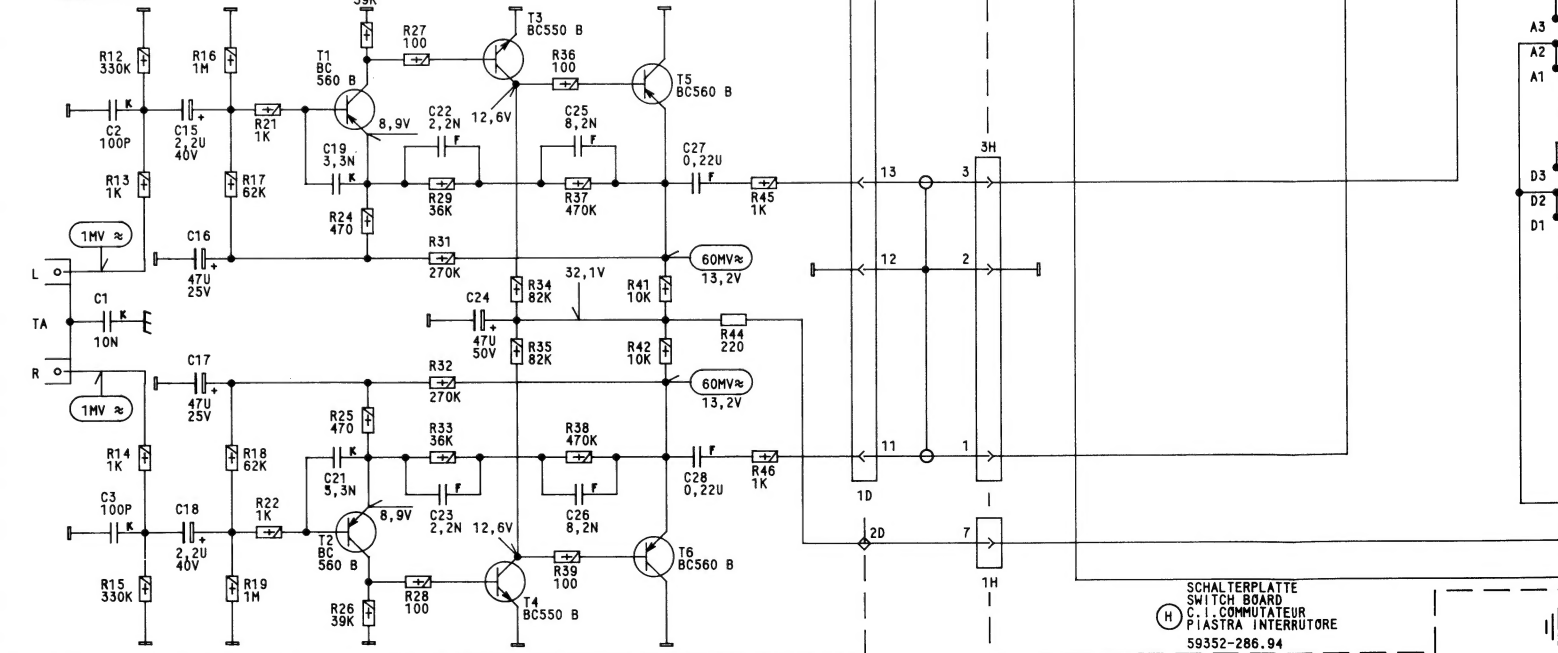 39K
R27
100
T3
BC550 B
R12
330K
R16
1M
T1
BC
560 B
R36
100
T5
BC560 B
A3
A2
A1
K
C2
100P
C15
2,2U
40V
+
R21
1K
8,9V
C22
2,2N
F
12,6V
C25
8,2N
F
C19
3,3N
K
C27
0,22U
F
3H
R13
1K
R17
62K
R29
36K
R37
470K
R45
1K
13
3
D3
D2
D1
R24
470
1MV ≈
C16
47U
25V
+
R31
270K
60MV≈
13,2V
12
2
L
C1
K
10N
TA
R34
82K
32,1V
R41
10K
C24
47U
50V
+
R44
220
R35
82K
R42
10K
R
C17
47U
25V
+
R32
270K
60MV≈
13,2V
1MV ≈
R25
470
R33
36K
R38
470K
R14
1K
R18
62K
K
C21
3,3N
F
C28
0,22U
R46
1K
11
1
C3
100P
K
C18
2,2U
40V
+
R22
1K
8,9V
F
C23
2,2N
12,6V
F
C26
8,2N
1D
T2
BC
560 B
2D
7
T6
BC560 B
R39
100
1H
R15
330K
R19
1M
R28
100
R26
39K
T4
BC550 B
H
SCHALTERPLATTE
SWITCH BOARD
C.I.COMMUTATEUR
PIASTRA INTERRUTORE
59352-286.94